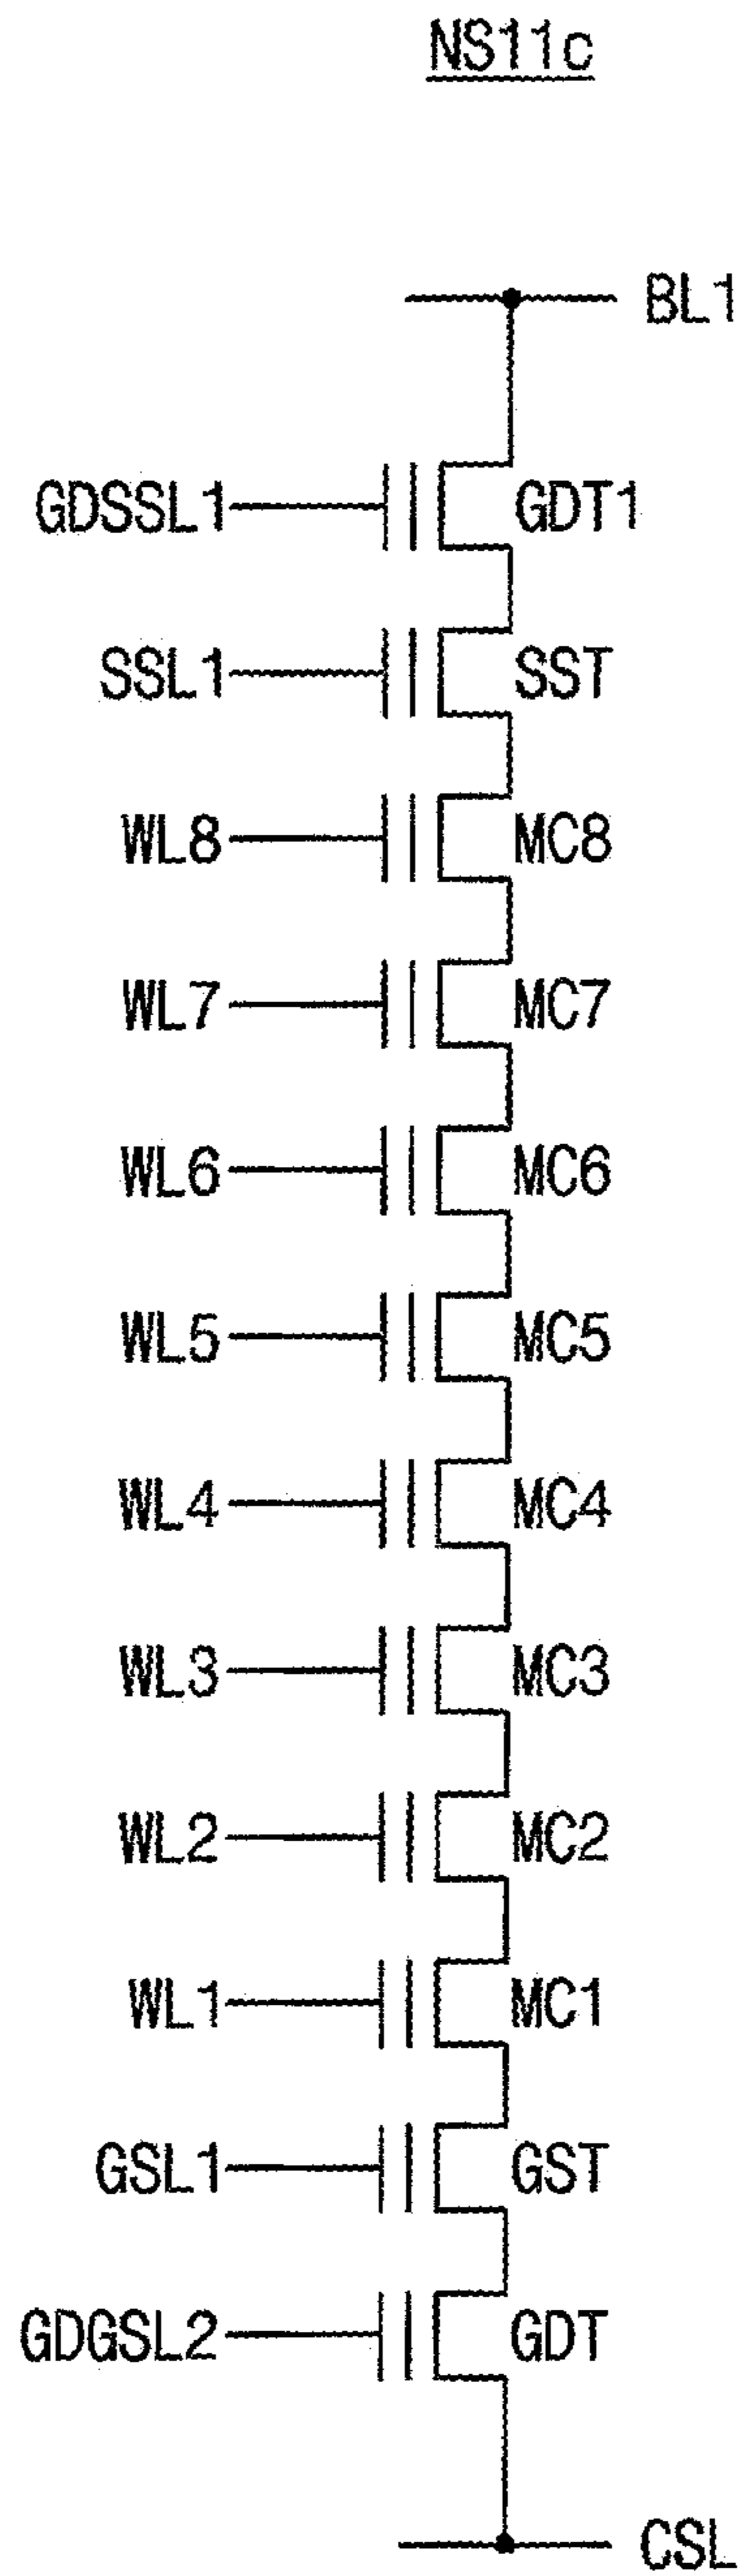 NS11c
BL1
GDSSL1 GDT1
SSL1 SST
WL8 MC8
WL7 MC7
WL6 MC6
WL5 MC5
WL4 MC4
WL3 MC3
WL2 MC2
WL1 MC1
GSL1 GST
GDGSL2 GDT
CSL